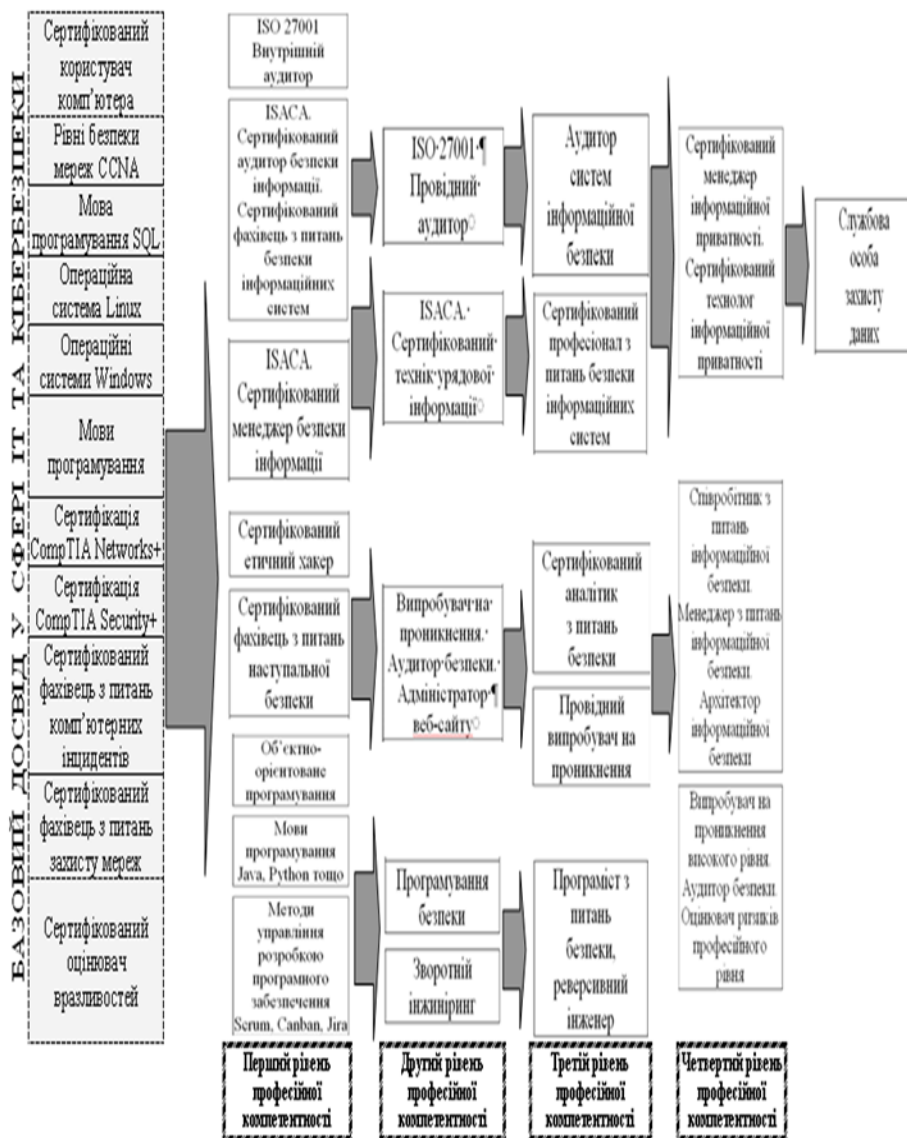 БАЗОВИЙ ДОСВІД У СФЕРІ ІТ ТА КІБЕРБЕЗПЕКИ
Сертифікований
користувач
комп'ютера
Рівні безпеки
мереж CCNA
Мова
програмування SQL
Операційна
система Linux
Операційні
системи Windows
Мови
програмування
Сертифікація
CompTIA Networks+
Сертифікація
CompTIA Security+
Сертифікований
фахівець з питань
комп'ютерних
інцидентів
Сертифікований
фахівець з питань
захисту мереж
Сертифікований
оцінювач
вразливостей
ISO 27001
Внутрішній
аудитор
ISACA.
Сертифікований
аудитор безпеки
інформації.
Сертифікований
фахівець з питань
безпеки
інформаційних
систем
ISACA.
Сертифікований
менеджер безпеки
інформації
Сертифікований
етичний хакер
Сертифікований
фахівець з питань
наступальної
безпеки
Об'єктно-
орієнтоване
програмування
Мови
програмування
Java, Python тощо
Методи
управління
розробкою
програмного
забезпечення
Scrum, Canban, Jira
Перший рівень
професійної
компетентності
ISO·27001·¶
Провідний·
аудитор
ISACA.·
Сертифікований·
технік·урядової·
інформації
Випробувач·на·
проникнення.·
Аудитор·безпеки.·
Адміністратор·¶
веб-сайту
Програмування
безпеки
Зворотній
інжиніринг
Другий рівень
професійної
компетентності
Аудитор
систем
інформаційної
безпеки
Сертифікований
професіонал з
питань безпеки
інформаційних
систем
Сертифікований
аналітик
з питань
безпеки
Провідний
випробувач на
проникнення
Програміст з
питань
безпеки,
реверсивний
інженер
Третій рівень
професійної
компетентності
Сертифікований
менеджер
інформаційної
приватності.
Сертифікований
технолог
інформаційної
приватності
Співробітник з
питань
інформаційної
безпеки.
Менеджер з питань
інформаційної
безпеки.
Архітектор
інформаційної
безпеки
Випробувач на
проникнення
високого рівня.
Аудитор безпеки.
Оцінювач ризиків
професійного
рівня
Четвертий рівень
професійної
компетентності
Службова
особа
захисту
даних